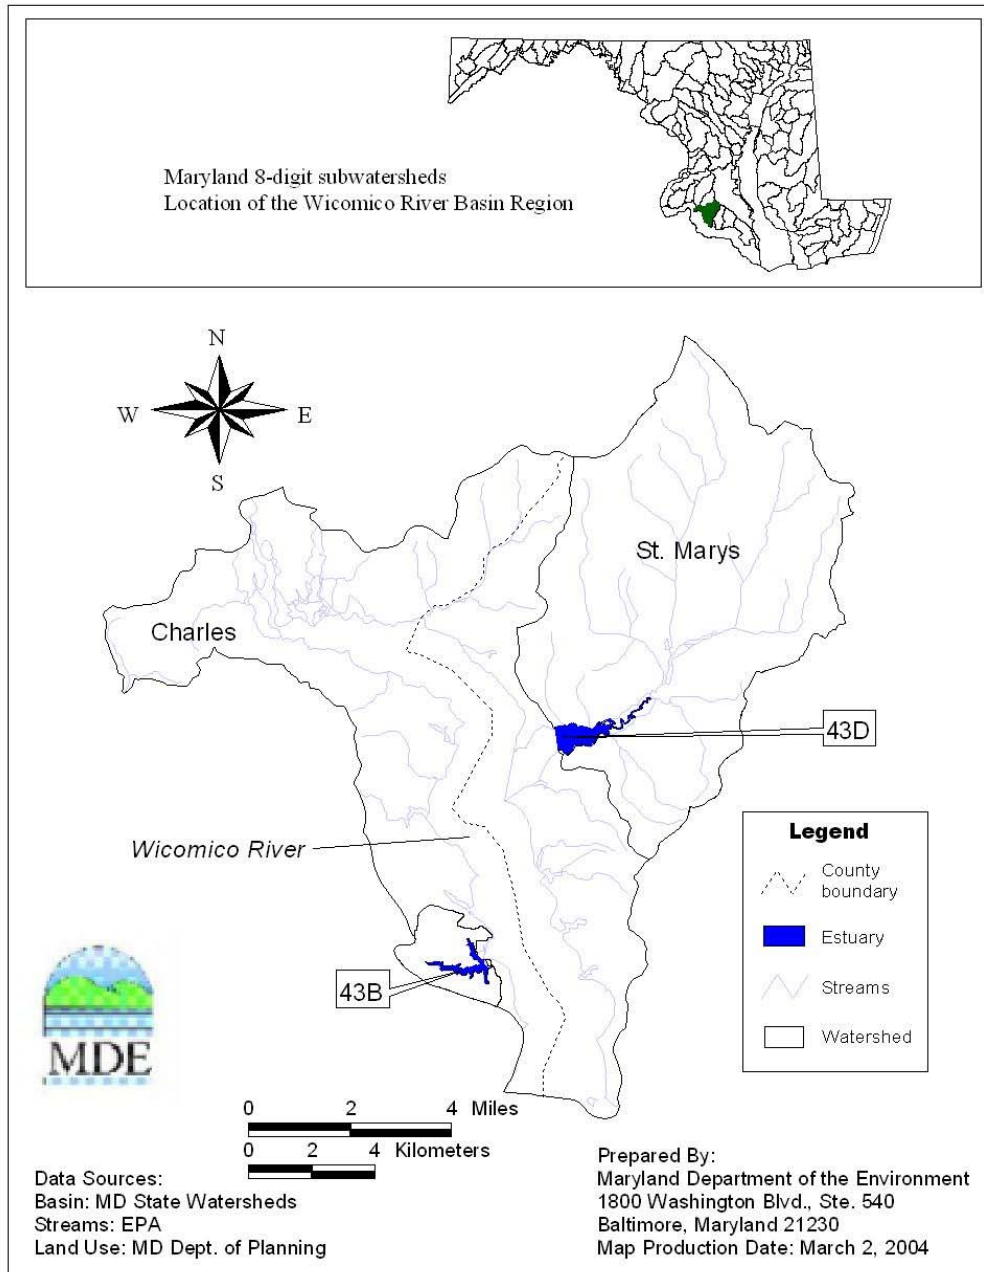 Maryland 8-digit subwatersheds
Location of the Wicomico River Basin Region
N
W
E
S
St. Marys
Charles
43D
Wicomico River
43B
Legend
County
boundary
Estuary
Streams
Watershed
MDE
0 2 4 Miles
0 2 4 Kilometers
Data Sources:
Basin: MD State Watersheds
Streams: EPA
Land Use: MD Dept. of Planning
Prepared By:
Maryland Department of the Environment
1800 Washington Blvd., Ste. 540
Baltimore, Maryland 21230
Map Production Date: March 2, 2004